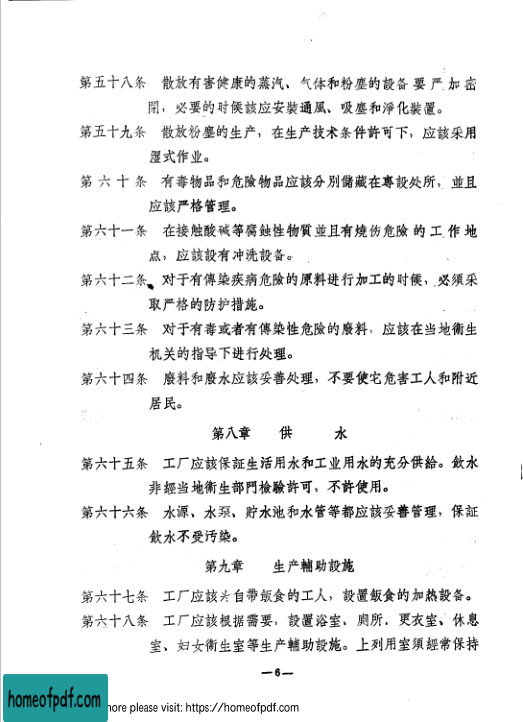 第五十八条　散放有害健康的蒸汽、气体和粉塵的設备要严加密
閉，必要的时候該应安裝通風、吸塵和淨化裝置。
第五十九条　散放粉塵的生产，在生产技术条件許可下，应該采用
湿式作业。
第六十条　有毒物品和危險物品应該分別儲藏在專設处所，並且
应該严格管理。
第六十一条　在接触酸碱等腐蝕性物質並且有燒伤危險的工作地
点，应該設有冲洗設备。
第六十二条　对于有傳染疾病危險的原料进行加工的时候，必須采
取严格的防护措施。
第六十三条　对于有毒或者有傳染性危險的廢料，应該在当地衛生
机关的指导下进行处理。
第六十四条　廢料和廢水应該妥善处理，不要使它危害工人和附近
居民。
第八章　供　水
第六十五条　工厂应該保証生活用水和工业用水的充分供給。飲水
非經当地衛生部門檢驗許可，不許使用。
第六十六条　水源、水泵、貯水池和水管等都应該妥善管理，保証
飲水不受汚染。
第九章　生产輔助設施
第六十七条　工厂应該为自帶飯食的工人，設置飯食的加热設备。
第六十八条　工厂应該根据需要，設置浴室、廁所、更衣室、休息
室、妇女衛生室等生产輔助設施。上列用室須經常保持
—6—
homeofpdf.com
more please visit: https://homeofpdf.com